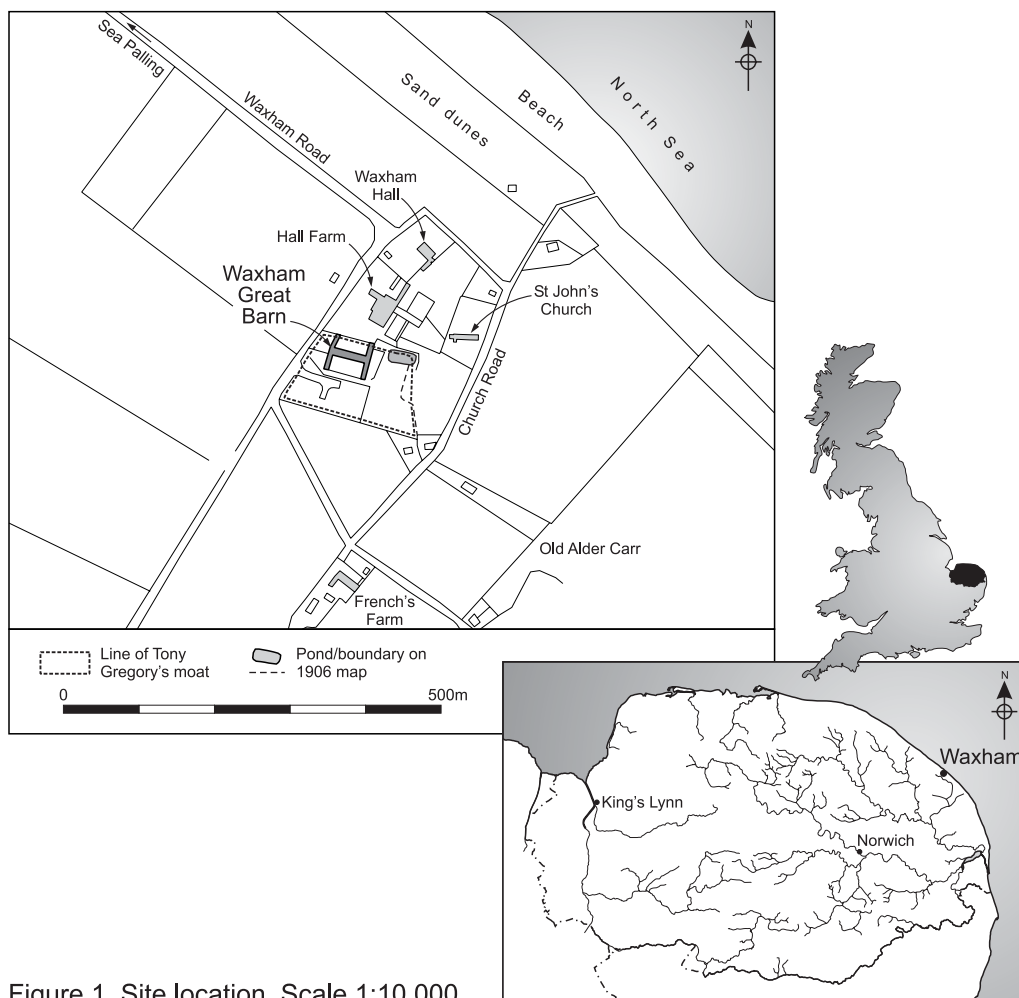 N
North Sea
Beach
Sand dunes
Sea Palling
Waxham Road
Waxham
Hall
Hall Farm
Waxham
Great
Barn
St John's
Church
Church Road
Old Alder Carr
French's
Farm
Line of Tony
Gregory's moat
Pond/boundary on
1906 map
0
500m
N
Waxham
King's Lynn
Norwich
Figure 1 Site location. Scale 1:10,000